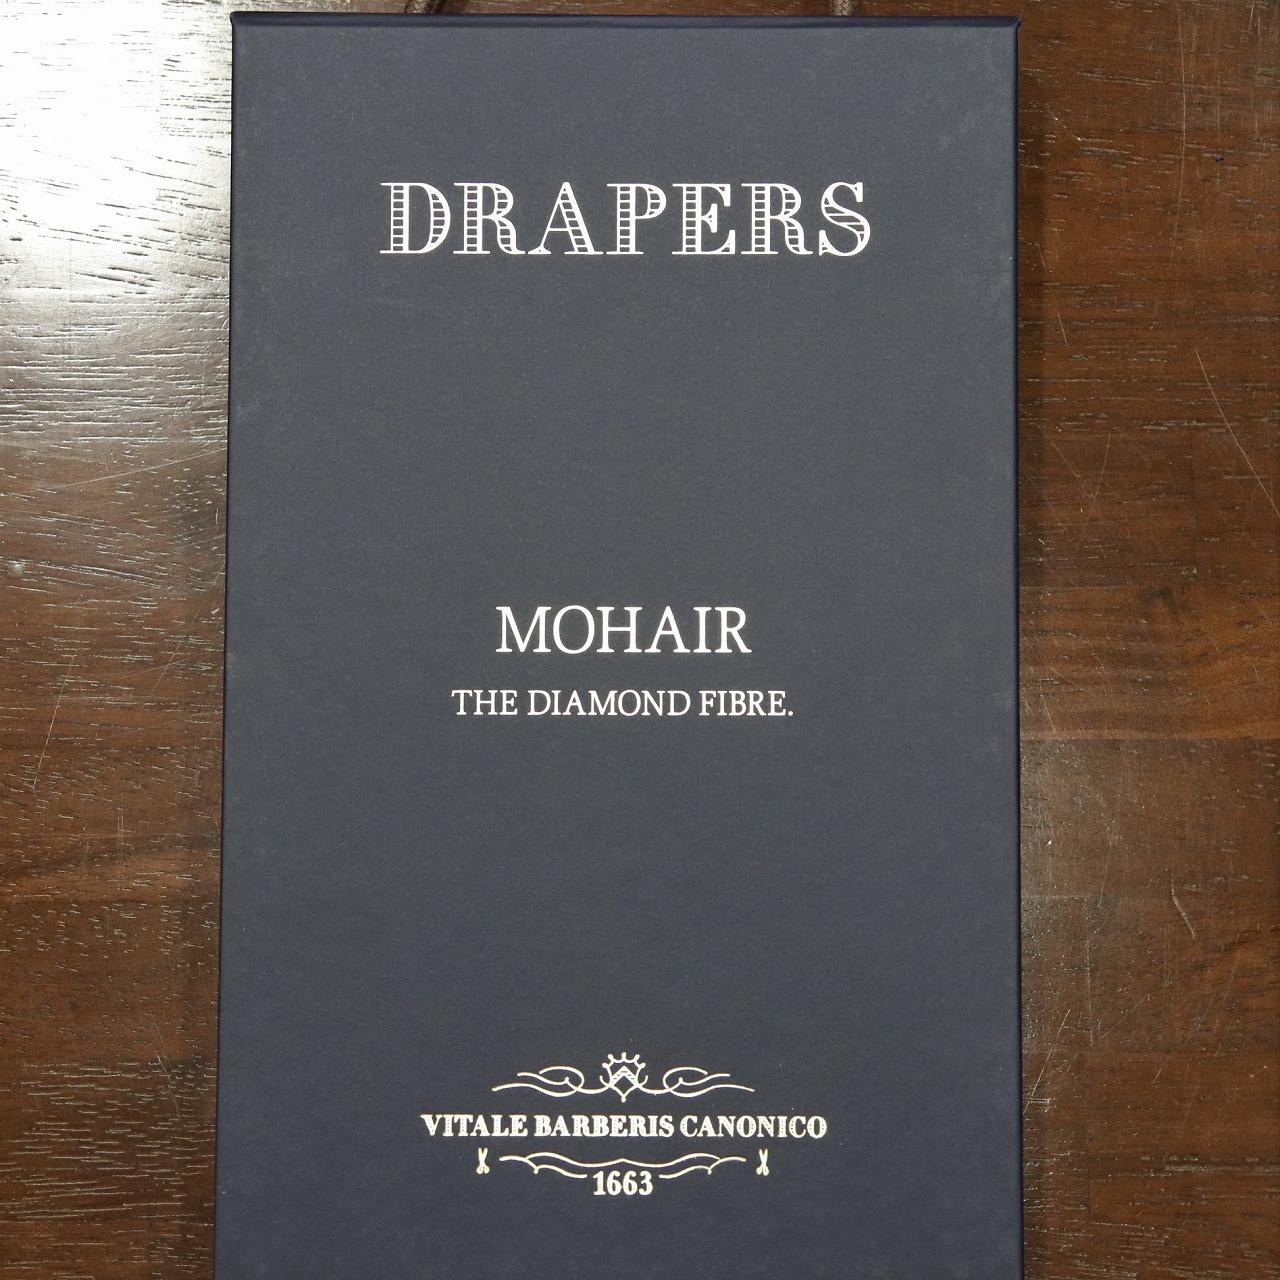 DRAPERS
MOHAIR
THE DIAMOND FIBRE.
VITALE BARBERIS CANONICO
1663